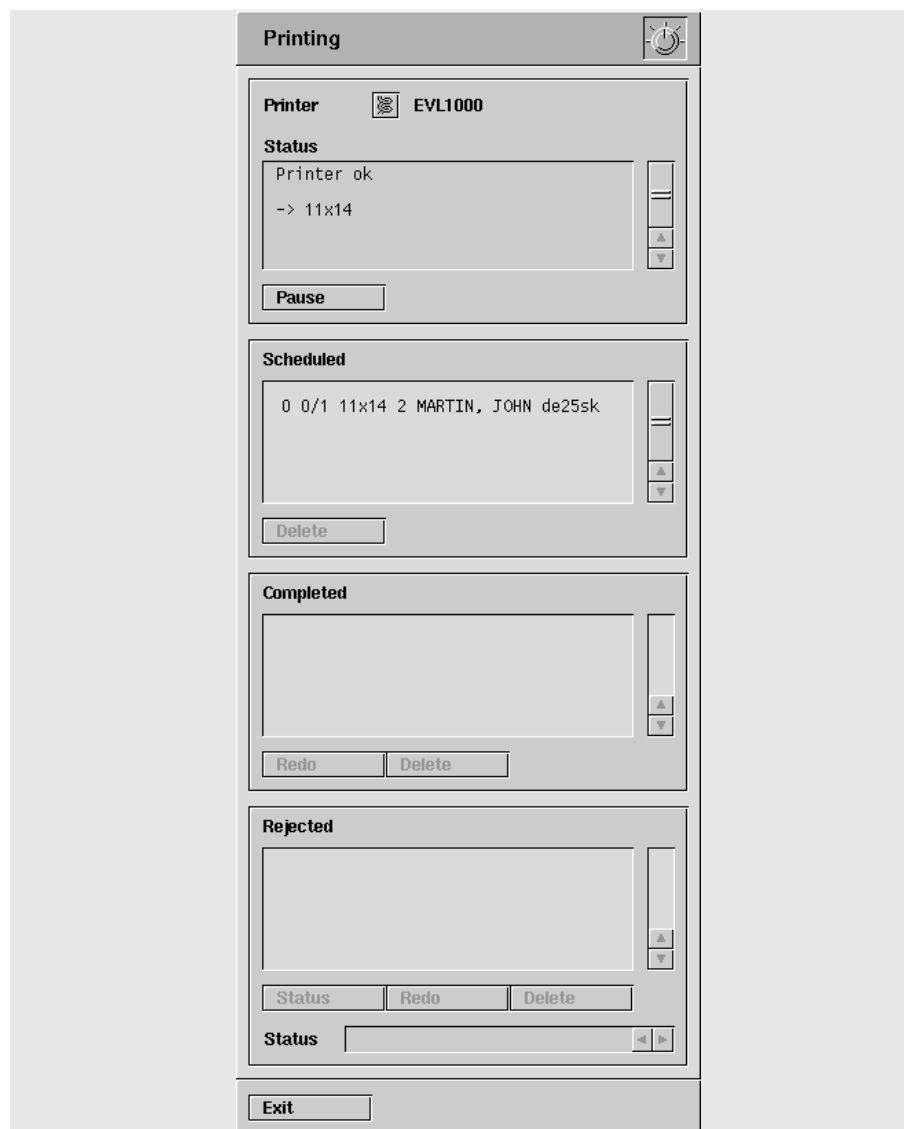 Printing
Printer EVL1000
Status
Printer ok
-> 11x14
Pause
Scheduled
0 0/1 11x14 2 MARTIN, JOHN de25sk
Delete
Completed
Redo Delete
Rejected
Status Redo Delete
Status
Exit